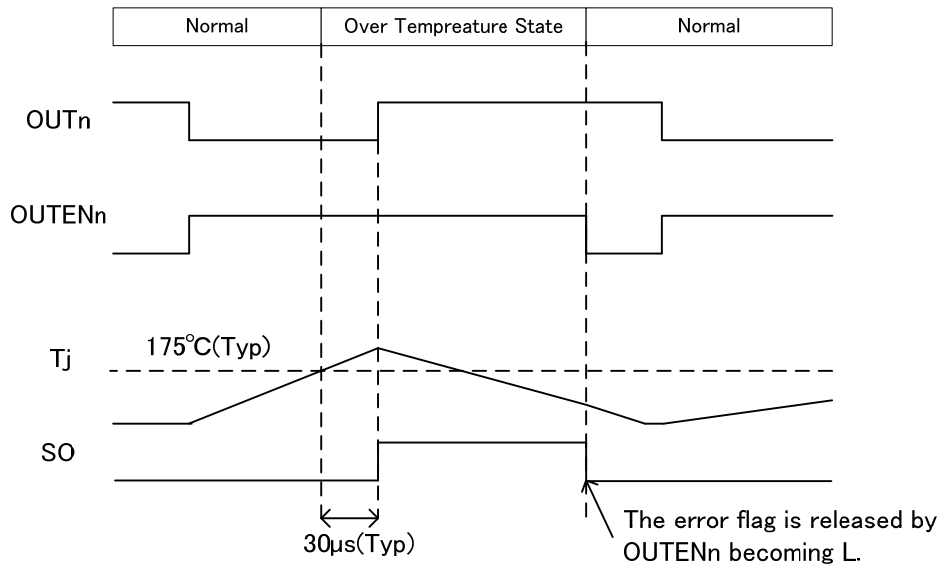 Normal
Over Tempreature State
Normal
OUTn
OUTENn
Tj
175°C(Typ)
SO
30µs(Typ)
The error flag is released by
OUTENn becoming L.